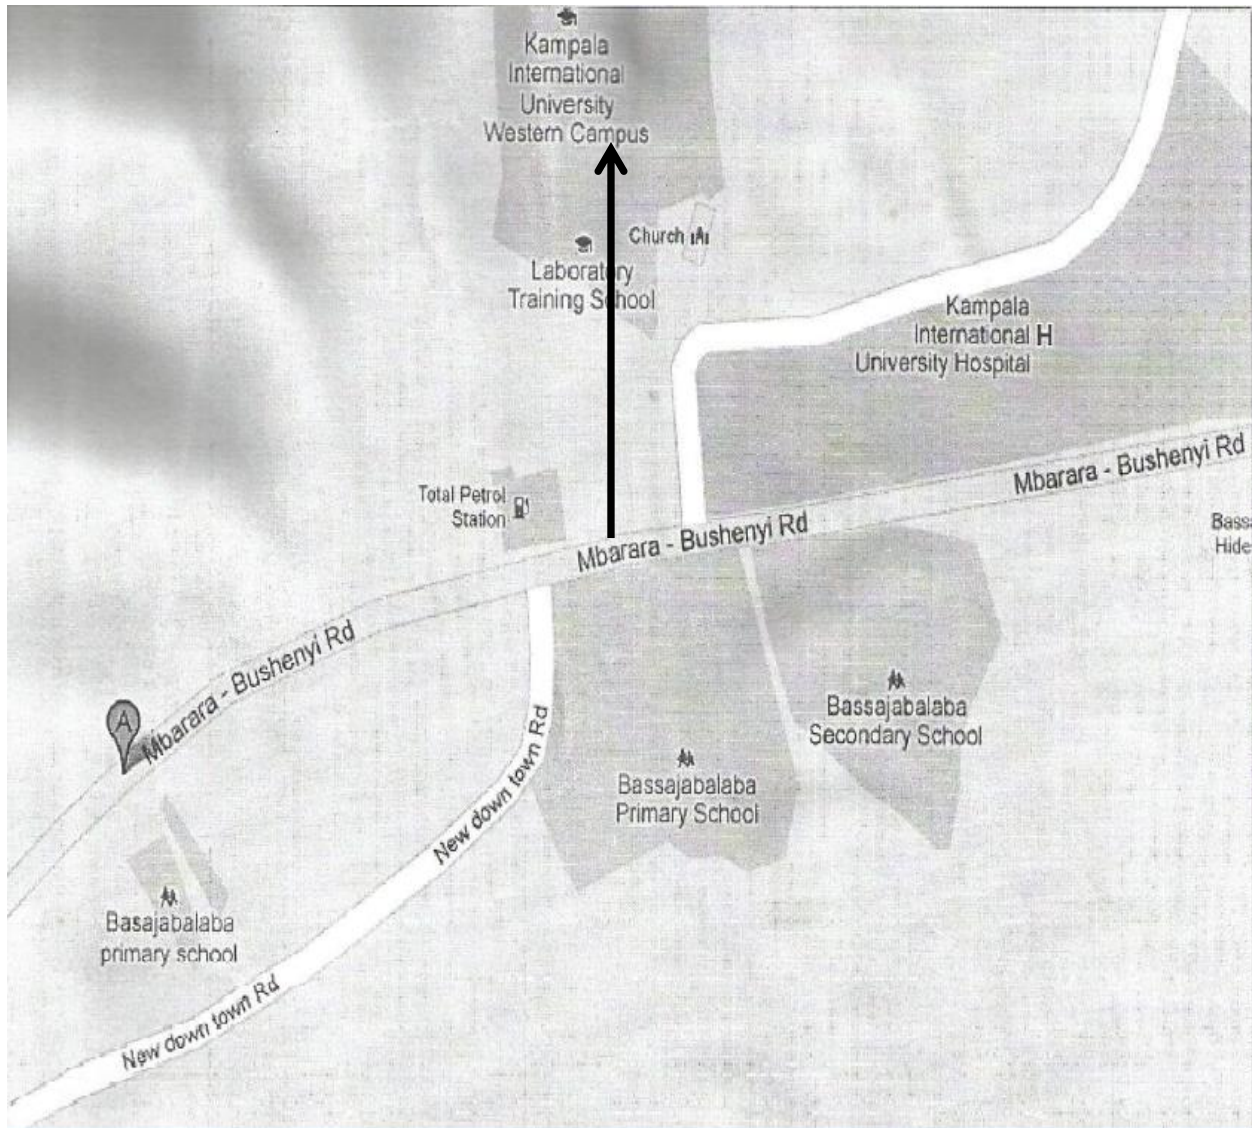 Kampala
International
University
Western Campus
Church
Laboratory
Training School
Kampala
International H
University Hospital
Mbarara - Bushenyi Rd
Total Petrol
Station
Mbarara - Bushenyi Rd
Bassa
Hide
Mbarara - Bushenyi Rd
A
Bassajabalaba
Secondary School
New down town Rd
Bassajabalaba
Primary School
Basajabalaba
primary school
New down town Rd